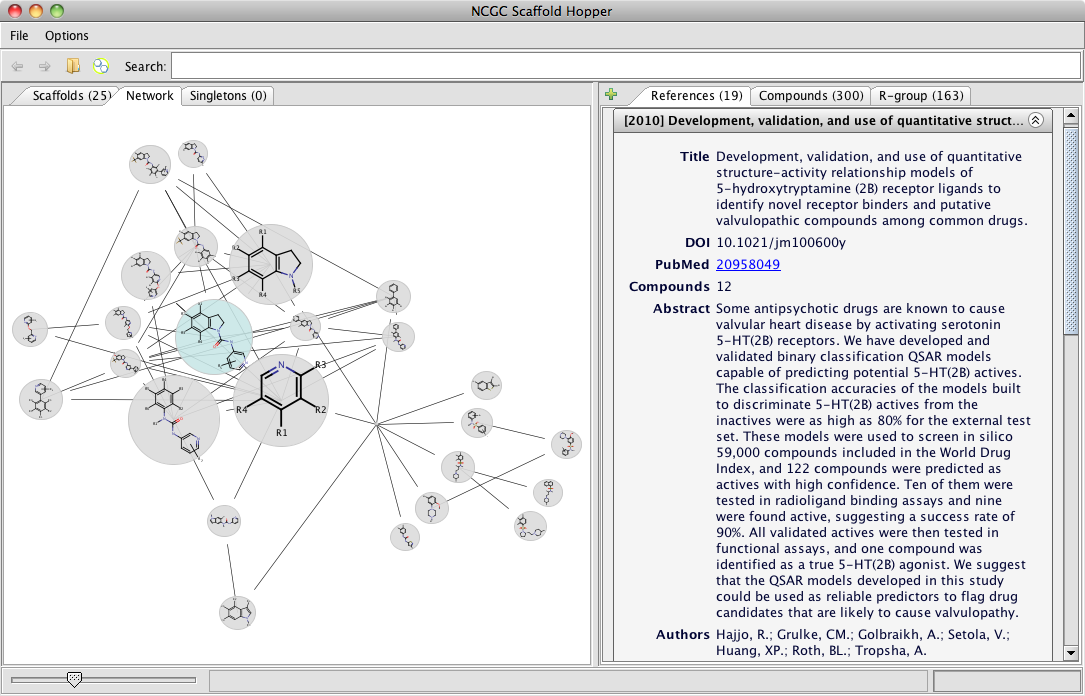 NCGC Scaffold Hopper
File Options
Search:
Scaffolds (25) Network Singletons (0)
References (19) Compounds (300) R-group (163)
[2010] Development, validation, and use of quantitative struct...
Title Development, validation, and use of quantitative
structure-activity relationship models of
5-hydroxytryptamine (2B) receptor ligands to
identify novel receptor binders and putative
valvulopathic compounds among common drugs.
DOI 10.1021/jm100600y
PubMed 20958049
Compounds 12
Abstract Some antipsychotic drugs are known to cause
valvular heart disease by activating serotonin
5-HT(2B) receptors. We have developed and
validated binary classification QSAR models
capable of predicting potential 5-HT(2B) actives.
The classification accuracies of the models built
to discriminate 5-HT(2B) actives from the
inactives were as high as 80% for the external test
set. These models were used to screen in silico
59,000 compounds included in the World Drug
Index, and 122 compounds were predicted as
actives with high confidence. Ten of them were
tested in radioligand binding assays and nine
were found active, suggesting a success rate of
90%. All validated actives were then tested in
functional assays, and one compound was
identified as a true 5-HT(2B) agonist. We suggest
that the QSAR models developed in this study
could be used as reliable predictors to flag drug
candidates that are likely to cause valvulopathy.
Authors Hajjo, R.; Grulke, CM.; Golbraikh, A.; Setola, V.;
Huang, XP.; Roth, BL.; Tropsha, A.
R1
R2
R3
N
R4 R5
N R3
R4 R2
R1